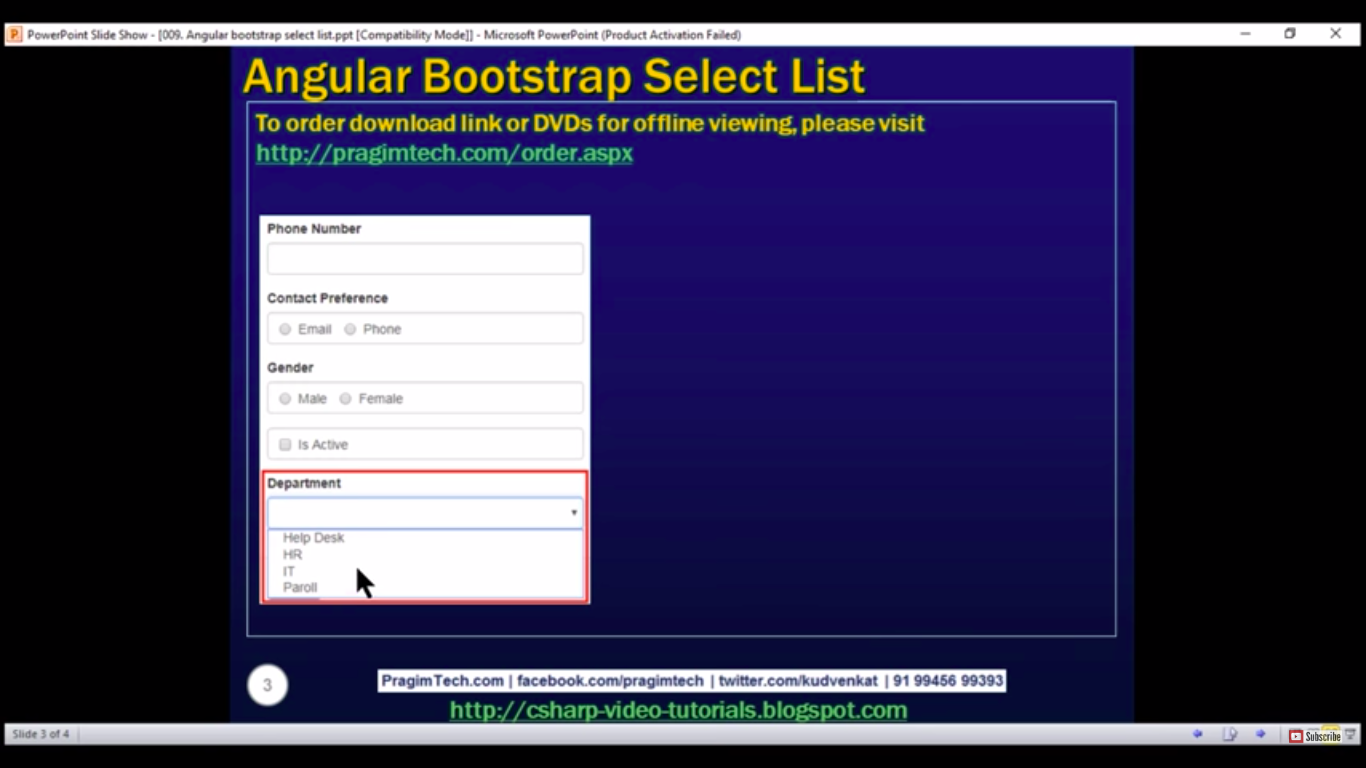 PowerPoint Slide Show - [009. Angular bootstrap select list.ppt [Compatibility Mode]] - Microsoft PowerPoint (Product Activation Failed)
Angular Bootstrap Select List
To order download link or DVDs for offline viewing, please visit
http://pragimtech.com/order.aspx
Phone Number
Contact Preference
Email Phone
Gender
Male Female
Is Active
Department
Help Desk
HR
IT
Paroll
3
PragimTech.com | facebook.com/pragimtech | twitter.com/kudvenkat | 91 99456 99393
http://csharp-video-tutorials.blogspot.com
Slide 3 of 4
Subscribe